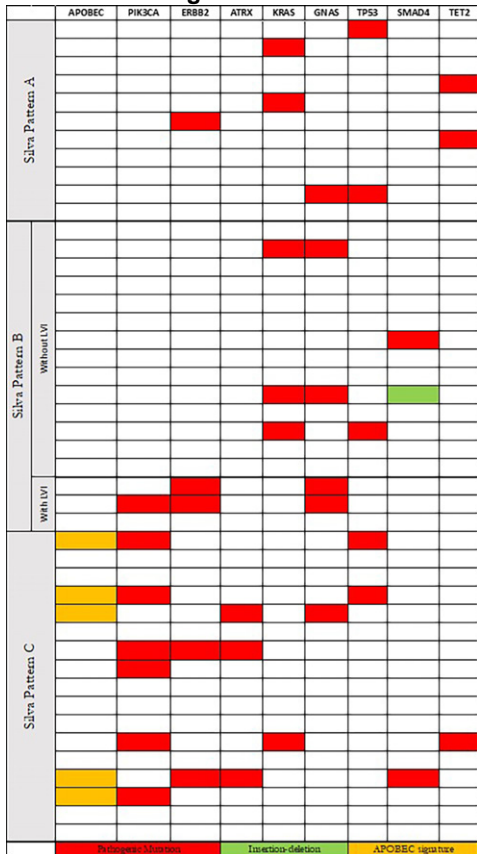 APOBEC PIK3CA ERBB2 ATRX KRAS GNAS TP53 SMAD4 TET2
Silva Pattern A
Silva Pattern B
Without LVI
With LVI
Silva Pattern C
Pathogenic Mutation Insertion-deletion APOBEC signature